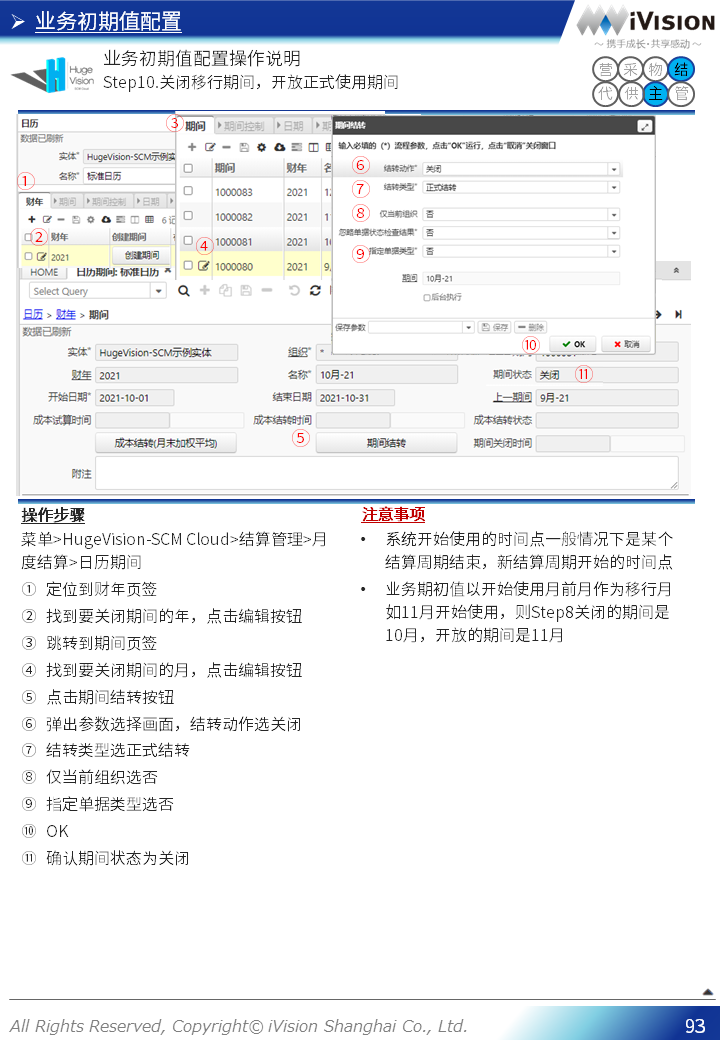 ➢ 业务初期值配置
iVISION
～ 携手成长·共享感动 ～
Huge Vision
业务初期值配置操作说明
Step10.关闭移行期间，开放正式使用期间
营 采 物 结
代 供 主 管
日历
数据已刷新
实体* HugeVision-SCM示例实
名称* 标准日历
①
财年 期间 期间控制 日期
6 记
② 财年 创建期间
2021 创建期间
③ 期间 期间控制 日期
期间 财年
1000083 2021
1000082 2021
1000081 2021
④ 1000080 2021
期间结转
输入必填的 (*) 流程参数，点击"OK"运行，点击"取消"关闭窗口
⑥ 结转动作* 关闭
⑦ 结转类型* 正式结转
⑧ 仅当前组织 否
忽略单据状态检查结果* 否
⑨ 指定单据类型* 否
期间 10月-21
后台执行
保存参数 保存 删除
⑩ OK 取消
HOME 日历期间: 标准日历
Select Query
日历 > 财年 > 期间
数据已刷新
实体* HugeVision-SCM示例实体 组织* *
财年 2021 名称* 10月-21 期间状态 关闭 ⑪
开始日期* 2021-10-01 结束日期 2021-10-31 上一期间 9月-21
成本试算时间 成本结转时间 成本结转状态
成本结转(月末加权平均) ⑤ 期间结转 期间关闭时间
附注
操作步骤
菜单>HugeVision-SCM Cloud>结算管理>月
度结算>日历期间
① 定位到财年页签
② 找到要关闭期间的年，点击编辑按钮
③ 跳转到期间页签
④ 找到要关闭期间的月，点击编辑按钮
⑤ 点击期间结转按钮
⑥ 弹出参数选择画面，结转动作选关闭
⑦ 结转类型选正式结转
⑧ 仅当前组织选否
⑨ 指定单据类型选否
⑩ OK
⑪ 确认期间状态为关闭
注意事项
• 系统开始使用的时间点一般情况下是某个
结算周期结束，新结算周期开始的时间点
• 业务期初值以开始使用月前月作为移行月
如11月开始使用，则Step8关闭的期间是
10月，开放的期间是11月
All Rights Reserved, Copyright© iVision Shanghai Co., Ltd.
93